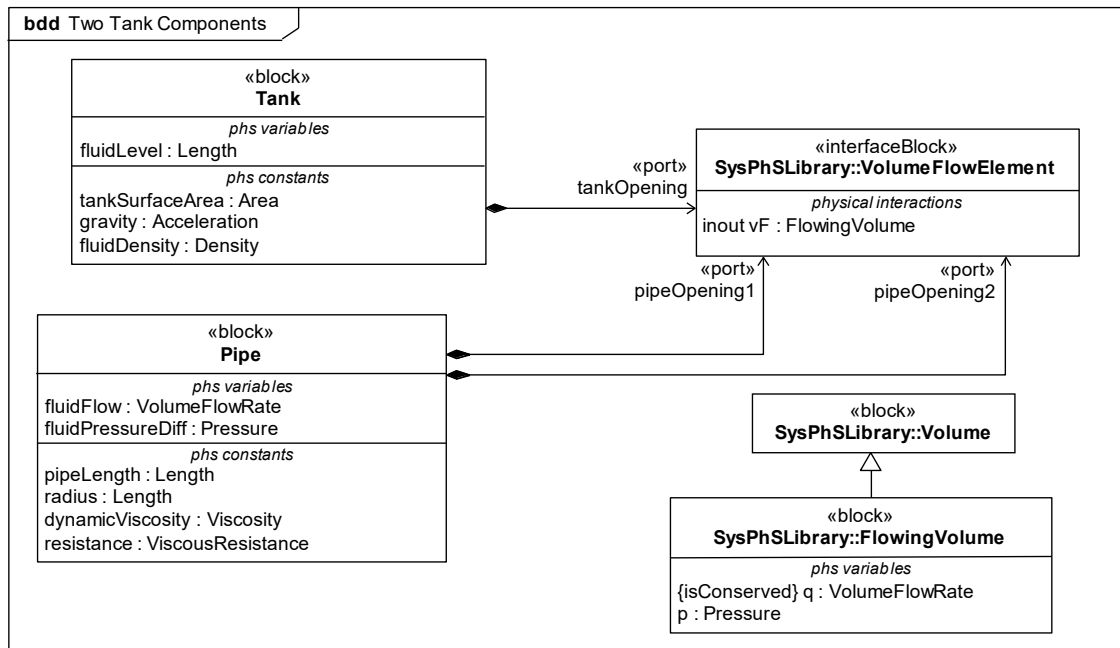 bdd Two Tank Components
«block»
Tank
phs variables
fluidLevel : Length
phs constants
tankSurfaceArea : Area
gravity : Acceleration
fluidDensity : Density
«port»
tankOpening
«interfaceBlock»
SysPhSLibrary::VolumeFlowElement
physical interactions
inout vF : FlowingVolume
«port»
pipeOpening1
«port»
pipeOpening2
«block»
Pipe
phs variables
fluidFlow : VolumeFlowRate
fluidPressureDiff : Pressure
phs constants
pipeLength : Length
radius : Length
dynamicViscosity : Viscosity
resistance : ViscousResistance
«block»
SysPhSLibrary::Volume
«block»
SysPhSLibrary::FlowingVolume
phs variables
{isConserved} q : VolumeFlowRate
p : Pressure